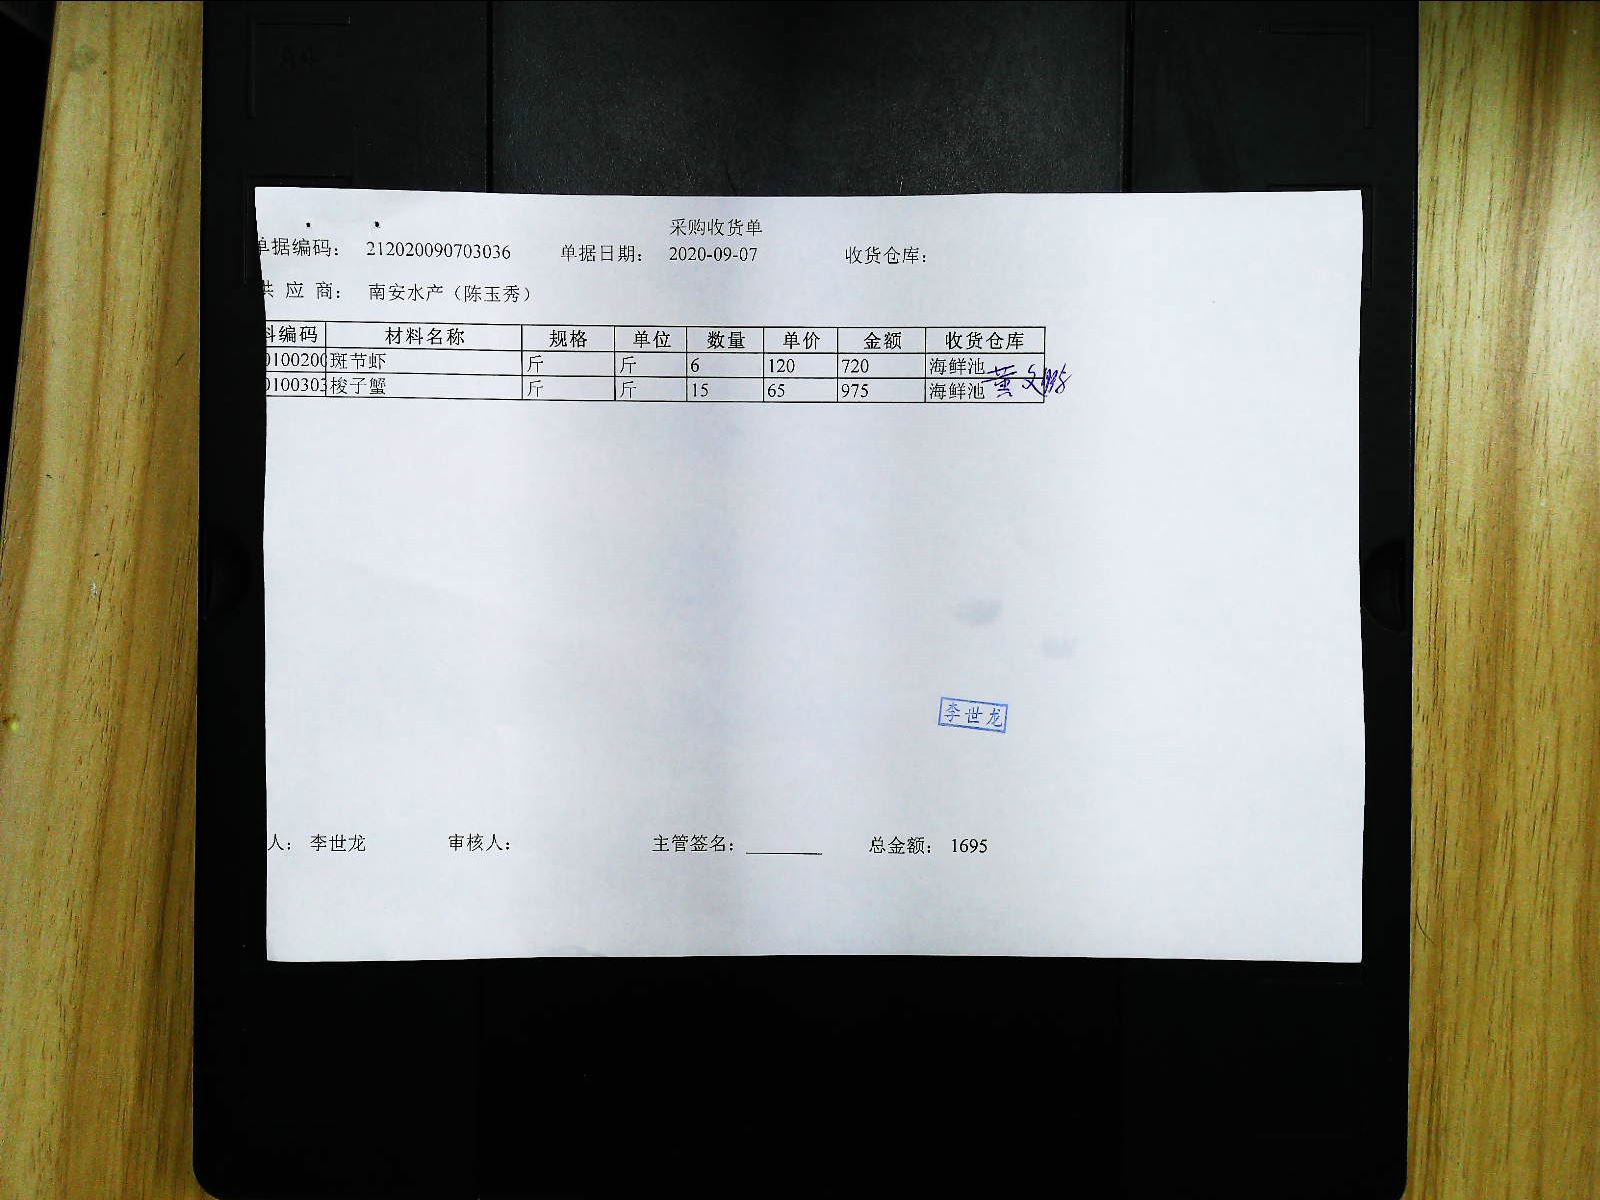 采购收货单
单据编码： 212020090703036 单据日期： 2020-09-07 收货仓库：
供 应 商： 南安水产（陈玉秀）
料编码 材料名称 规格 单位 数量 单价 金额 收货仓库
0100200 斑节虾 斤 斤 6 120 720 海鲜池
0100303 梭子蟹 斤 斤 15 65 975 海鲜池
李世龙
人： 李世龙 审核人： 主管签名： 总金额： 1695